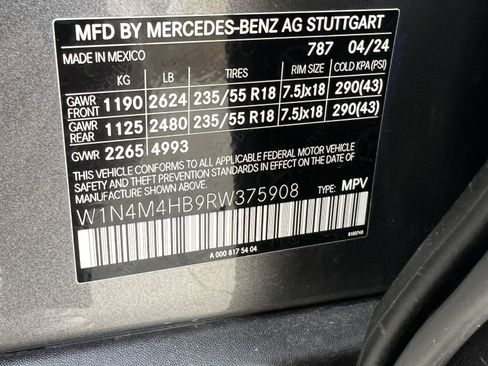 MFD BY MERCEDES-BENZ AG STUTTGART
MADE IN MEXICO 787 04/24
KG LB TIRES RIM SIZE COLD KPA(PSI)
GAWR FRONT 1190 2624 235/55 R18 7.5Jx18 290(43)
GAWR REAR 1125 2480 235/55 R18 7.5Jx18 290(43)
GVWR 2265 4993
THIS VEHICLE CONFORMS TO ALL APPLICABLE FEDERAL MOTOR VEHICLE
SAFETY AND THEFT PREVENTION STANDARDS IN EFFECT ON THE DATE OF
MANUFACTURE SHOWN ABOVE.
W1N4M4HB9RW375908 TYPE: MPV
A 000 817 54 04